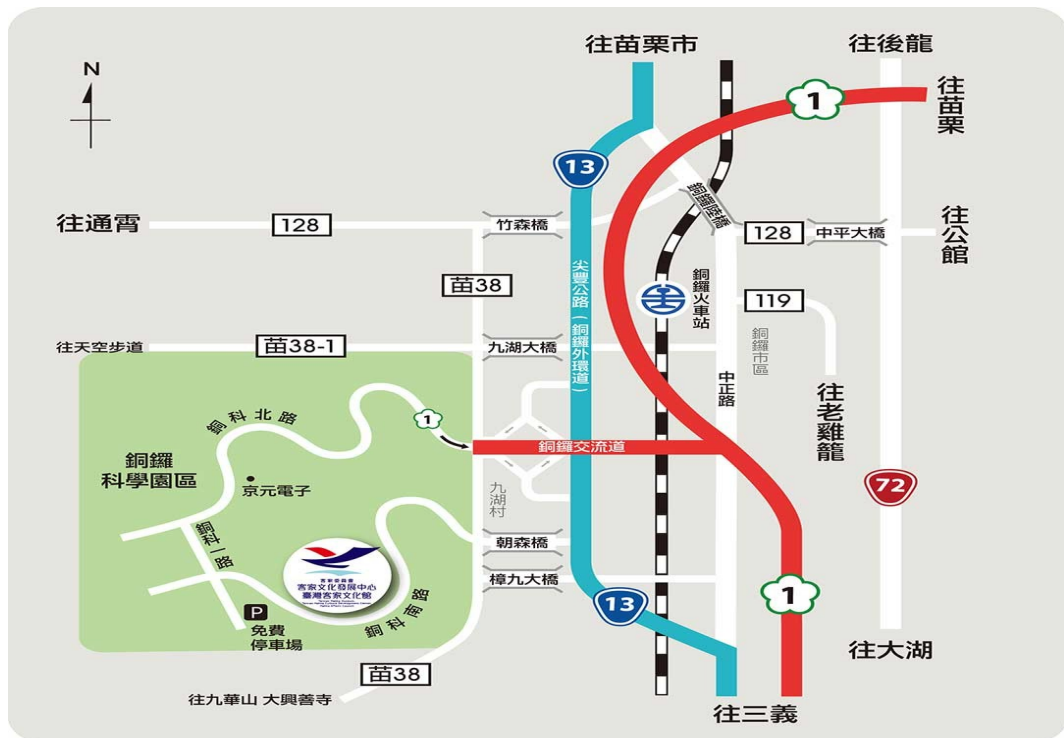 往苗栗市
往後龍
N
1
往苗栗
13
銅鑼陸橋
往通霄
128
竹森橋
128
中平大橋
往公館
苗38
尖豐公路(銅鑼外環道)
銅鑼火車站
119
銅鑼市區
往天空步道
苗38-1
九湖大橋
中正路
往老雞籠
銅科北路
1
銅鑼交流道
銅鑼
科學園區
京元電子
九湖村
72
銅科一路
朝森橋
客家委員會
客家文化發展中心
臺灣客家文化館
樟九大橋
13
1
P
免費
停車場
銅科南路
往大湖
苗38
往九華山 大興善寺
往三義